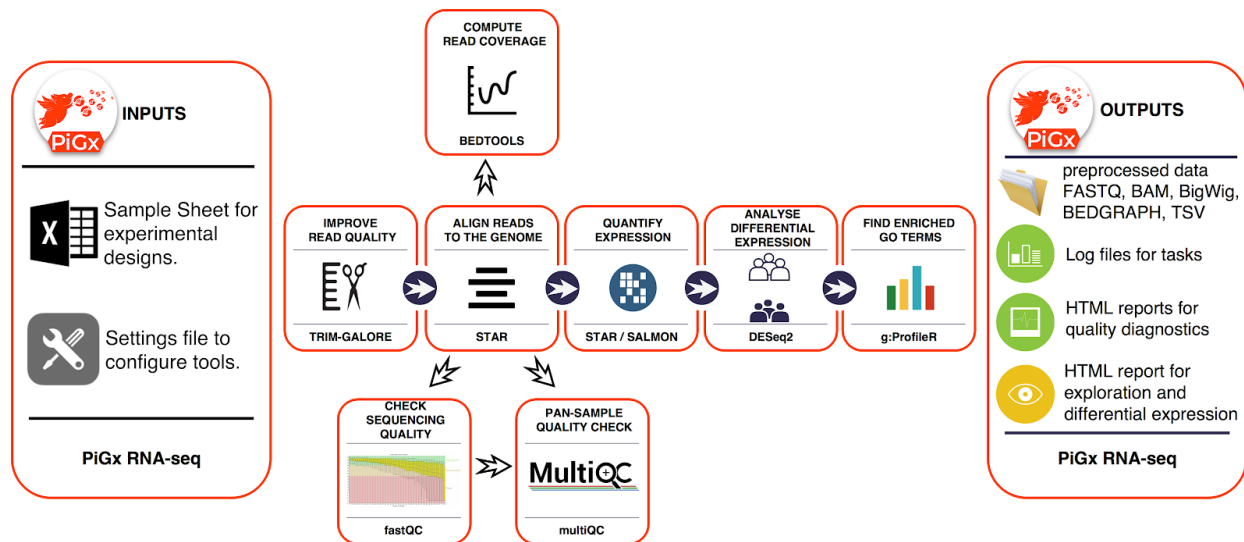 PiGx
INPUTS
X
Sample Sheet for
experimental
designs.
Settings file to
configure tools.
PiGx RNA-seq
COMPUTE
READ COVERAGE
BEDTOOLS
IMPROVE
READ QUALITY
TRIM-GALORE
ALIGN READS
TO THE GENOME
STAR
QUANTIFY
EXPRESSION
STAR / SALMON
ANALYSE
DIFFERENTIAL
EXPRESSION
DESeq2
FIND ENRICHED
GO TERMS
g:ProfileR
CHECK
SEQUENCING
QUALITY
fastQC
PAN-SAMPLE
QUALITY CHECK
MultiQC
multiQC
PiGx
OUTPUTS
preprocessed data
FASTQ, BAM, BigWig,
BEDGRAPH, TSV
Log files for tasks
HTML reports for
quality diagnostics
HTML report for
exploration and
differential expression
PiGx RNA-seq